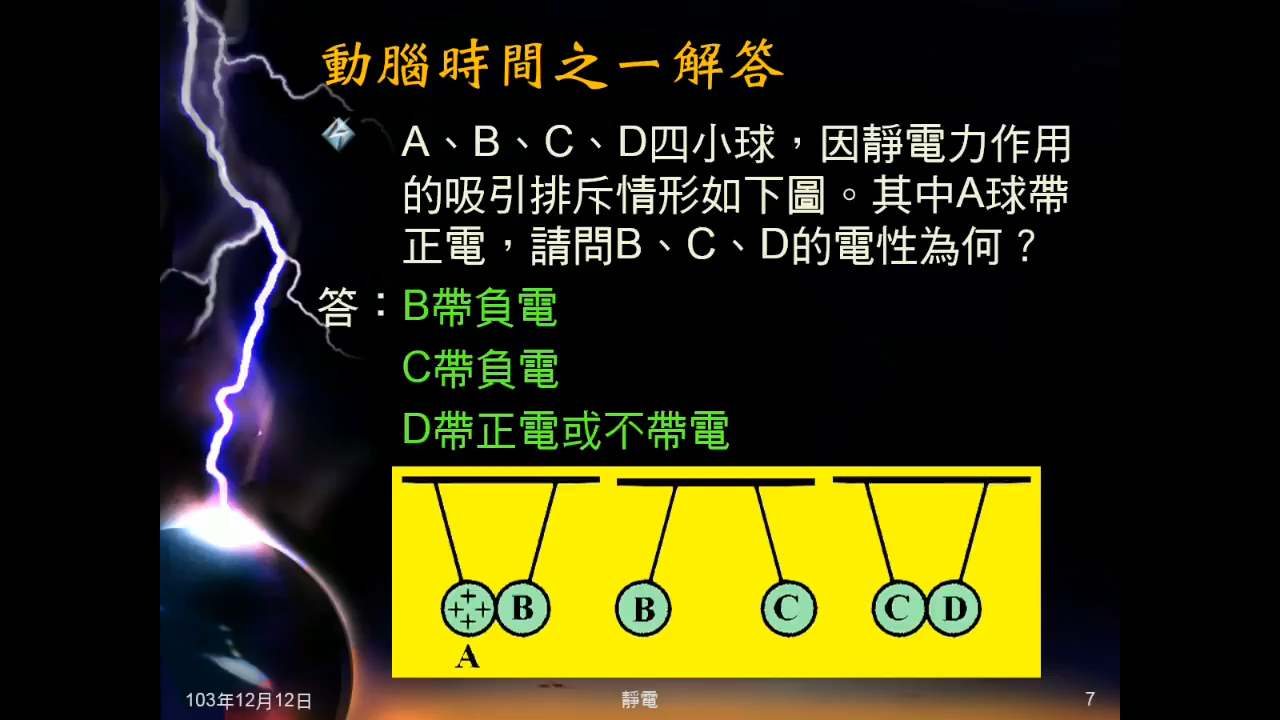 動腦時間之一解答
A、B、C、D四小球，因靜電力作用
的吸引排斥情形如下圖。其中A球帶
正電，請問B、C、D的電性為何？
答：B帶負電
C帶負電
D帶正電或不帶電
++++ B B C C D
A
103年12月12日 靜電 7